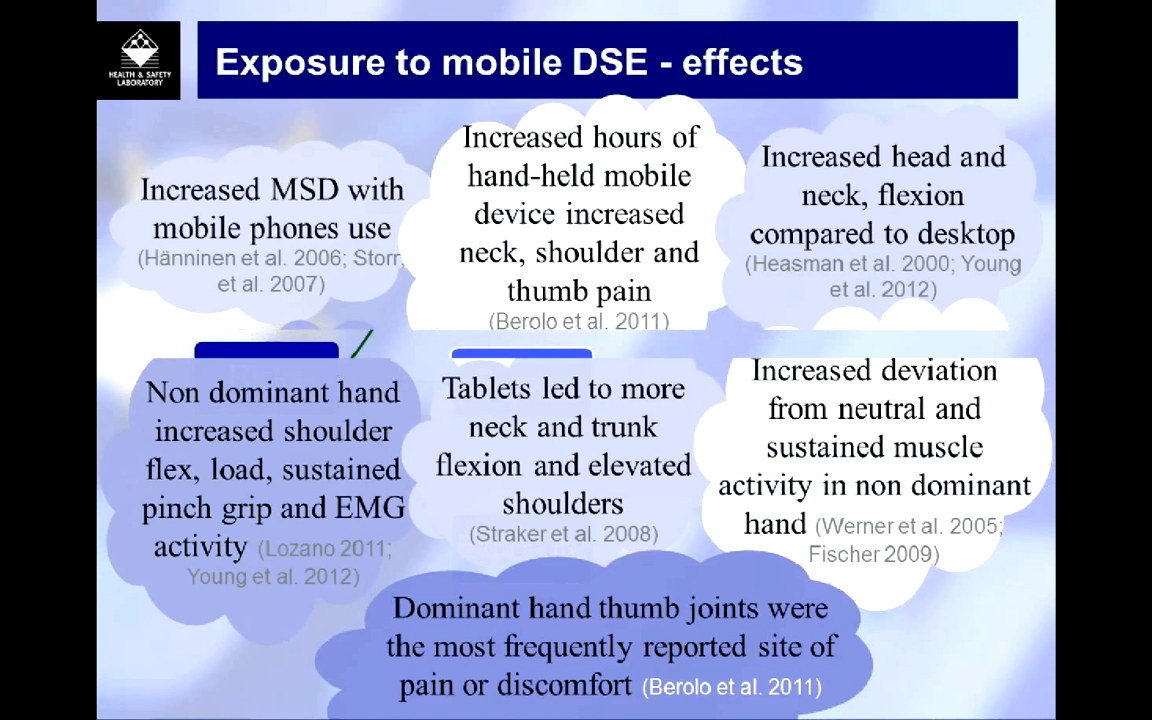 HEALTH & SAFETY
LABORATORY
Exposure to mobile DSE - effects
Increased MSD with
mobile phones use
(Hänninen et al. 2006; Storr,
et al. 2007)
Increased hours of
hand-held mobile
device increased
neck, shoulder and
thumb pain
(Berolo et al. 2011)
Increased head and
neck, flexion
compared to desktop
(Heasman et al. 2000; Young
et al. 2012)
Non dominant hand
increased shoulder
flex, load, sustained
pinch grip and EMG
activity (Lozano 2011;
Young et al. 2012)
Tablets led to more
neck and trunk
flexion and elevated
shoulders
(Straker et al. 2008)
Increased deviation
from neutral and
sustained muscle
activity in non dominant
hand (Werner et al. 2005;
Fischer 2009)
Dominant hand thumb joints were
the most frequently reported site of
pain or discomfort (Berolo et al. 2011)